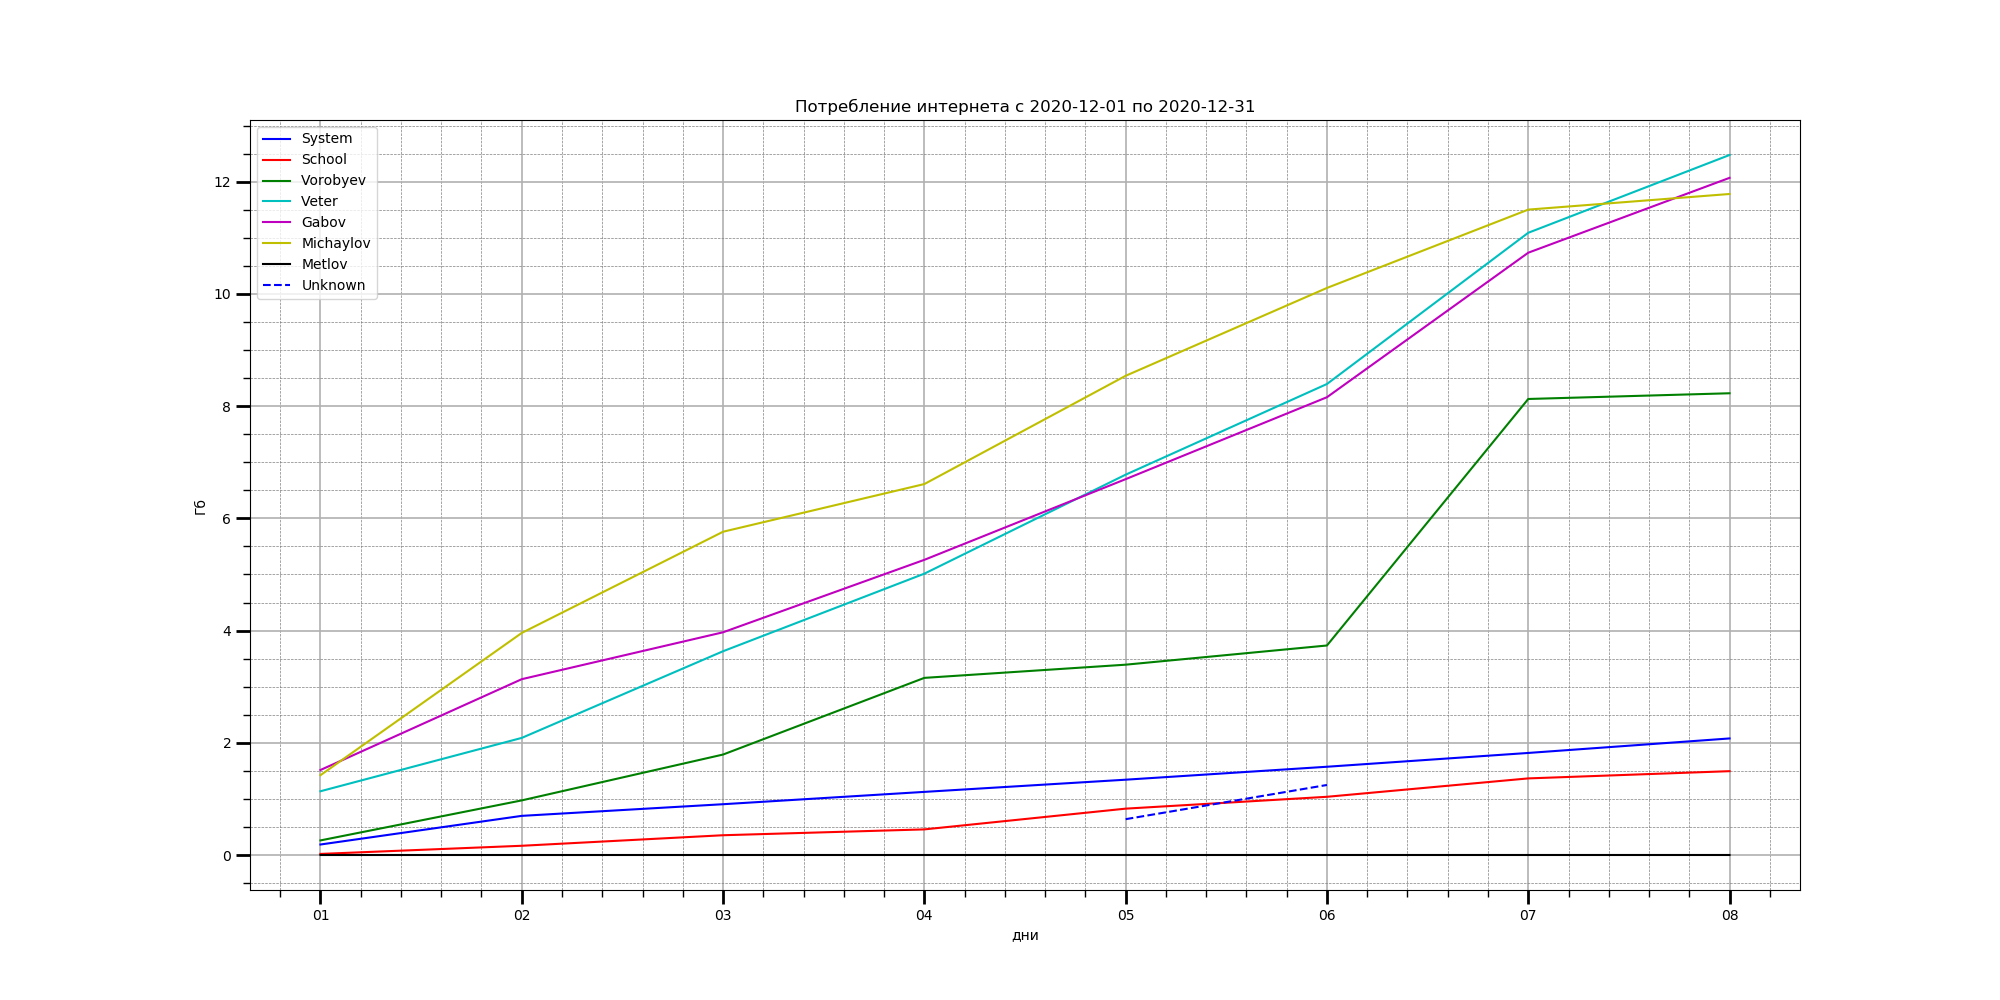 Потребление интернета с 2020-12-01 по 2020-12-31
System
School
Vorobyev
Veter
Gabov
Michaylov
Metlov
Unknown
12
10
8
6
4
2
0
Гб
01 02 03 04 05 06 07 08
дни